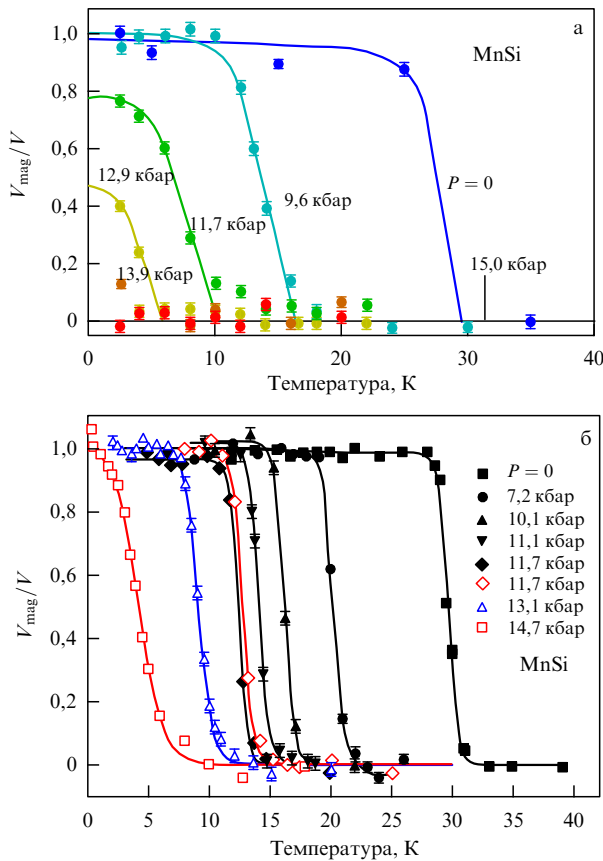 1,0
0,8
0,6
0,4
0,2
0
V_mag/V
а
MnSi
P = 0
12,9 кбар
11,7 кбар
9,6 кбар
13,9 кбар
15,0 кбар
0 10 20 30 40
Температура, К
1,0
0,8
0,6
0,4
0,2
0
V_mag/V
б
P = 0
7,2 кбар
10,1 кбар
11,1 кбар
11,7 кбар
11,7 кбар
13,1 кбар
14,7 кбар
MnSi
0 5 10 15 20 25 30 35 40
Температура, К